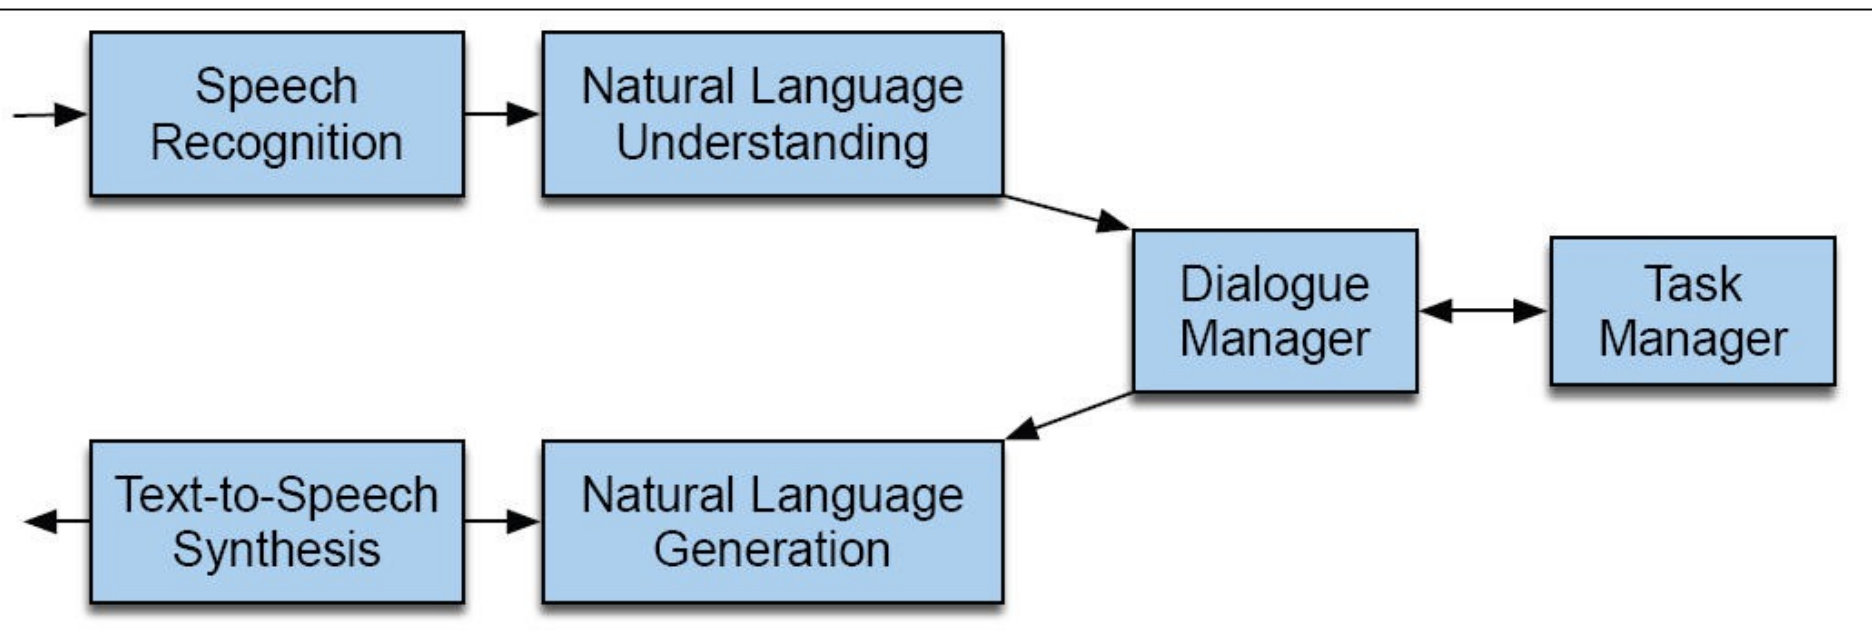 Speech
Recognition
Natural Language
Understanding
Dialogue
Manager
Task
Manager
Text-to-Speech
Synthesis
Natural Language
Generation